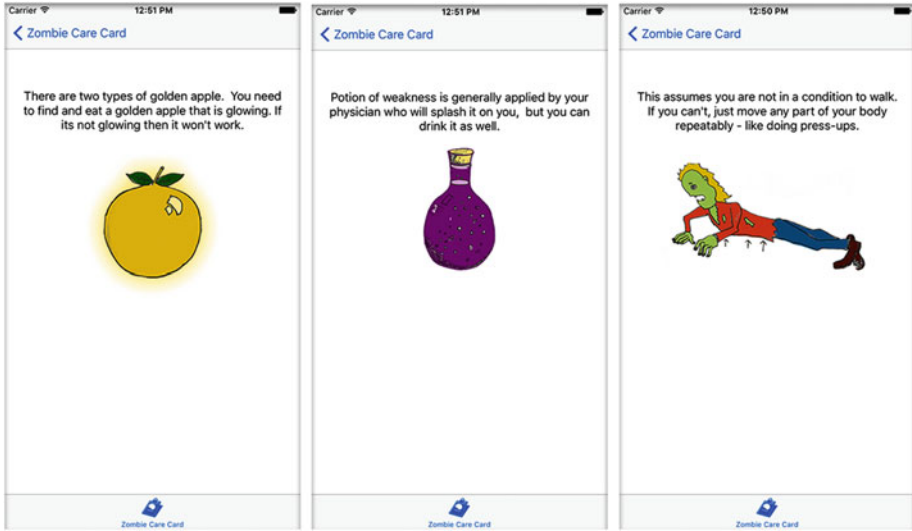 Carrier 12:51 PM
Zombie Care Card
There are two types of golden apple. You need
to find and eat a golden apple that is glowing. If
its not glowing then it won't work.
Zombie Care Card
Carrier 12:51 PM
Zombie Care Card
Potion of weakness is generally applied by your
physician who will splash it on you, but you can
drink it as well.
Zombie Care Card
Carrier 12:50 PM
Zombie Care Card
This assumes you are not in a condition to walk.
If you can't, just move any part of your body
repeatably - like doing press-ups.
Zombie Care Card